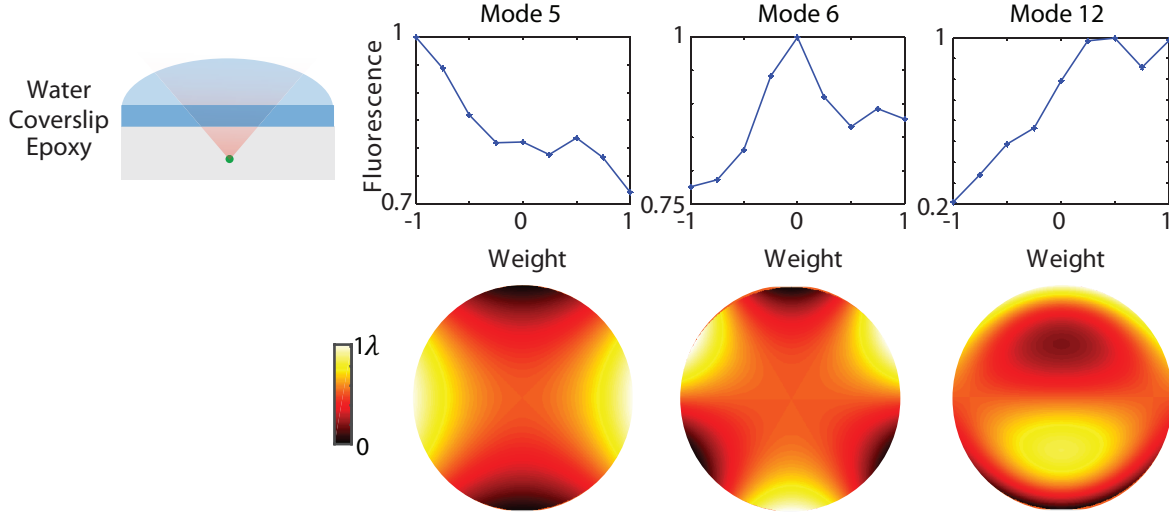 Mode 5
Mode 6
Mode 12
Water
Coverslip
Epoxy
Fluorescence
1
0.7
-1
0
1
1
0.75
-1
0
1
1
0.2
-1
0
1
Weight
Weight
Weight
1λ
0